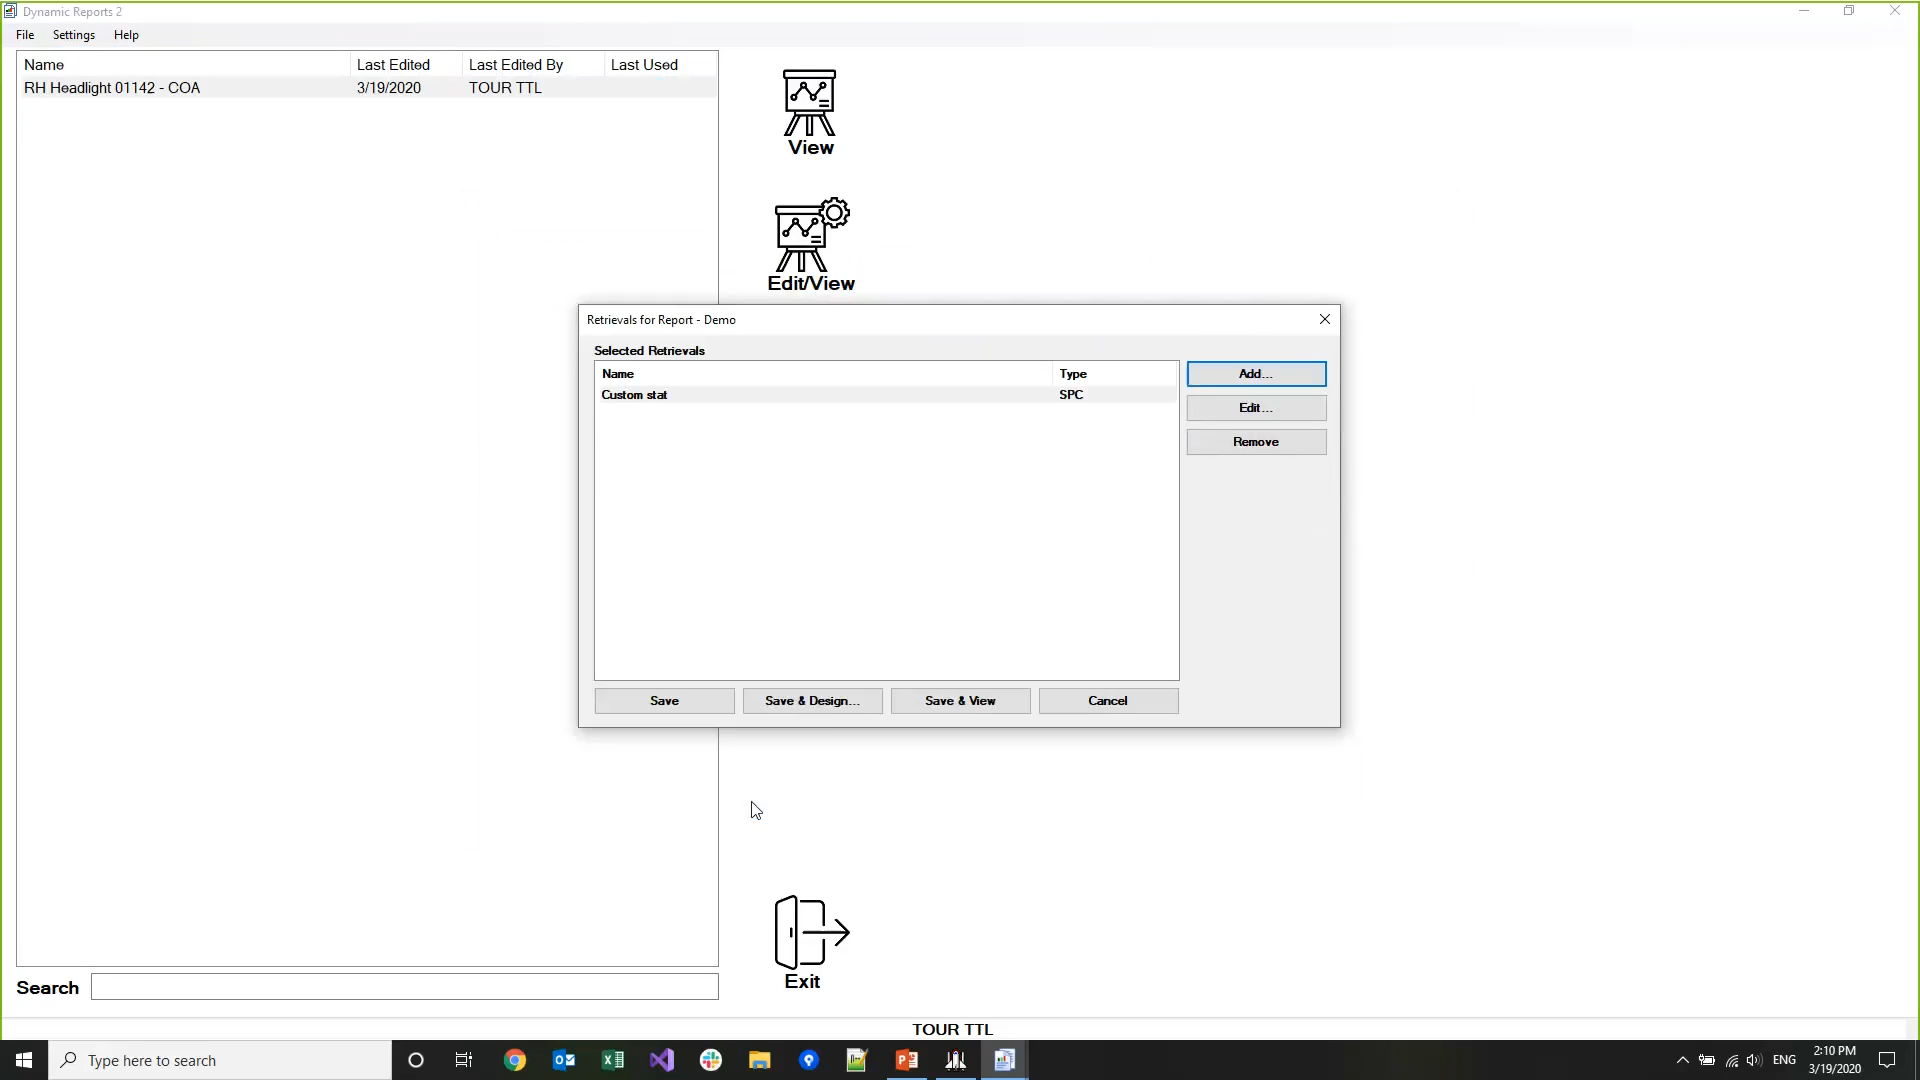 Dynamic Reports 2
File Settings Help
Name Last Edited Last Edited By Last Used
RH Headlight 01142 - COA 3/19/2020 TOUR TTL
View
Edit/View
Retrievals for Report - Demo
Selected Retrievals
Name Type
Custom stat SPC
Add...
Edit...
Remove
Save Save & Design... Save & View Cancel
Exit
Search
TOUR TTL
Type here to search
ENG
2:10 PM
3/19/2020